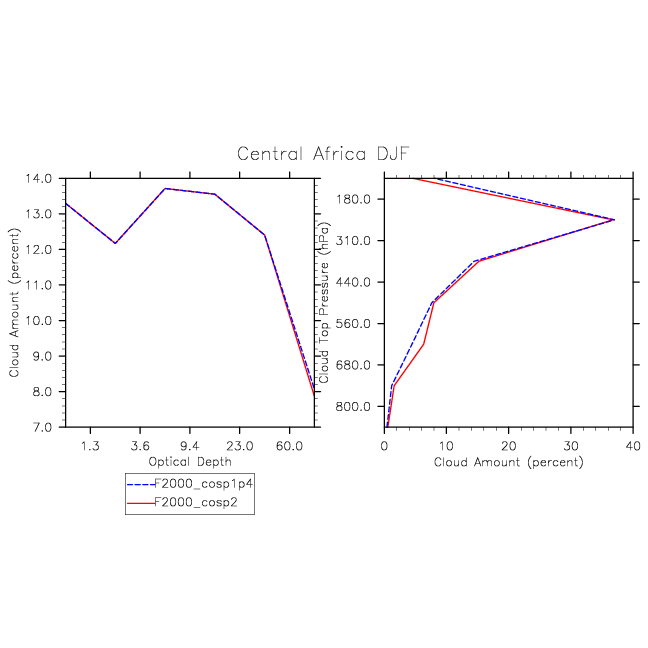 Central Africa DJF
14.0
13.0
12.0
11.0
10.0
9.0
8.0
7.0
Cloud Amount (percent)
1.3 3.6 9.4 23.0 60.0
Optical Depth
180.0
310.0
440.0
560.0
680.0
800.0
Cloud Top Pressure (hPa)
0 10 20 30 40
Cloud Amount (percent)
F2000_cosp1p4
F2000_cosp2